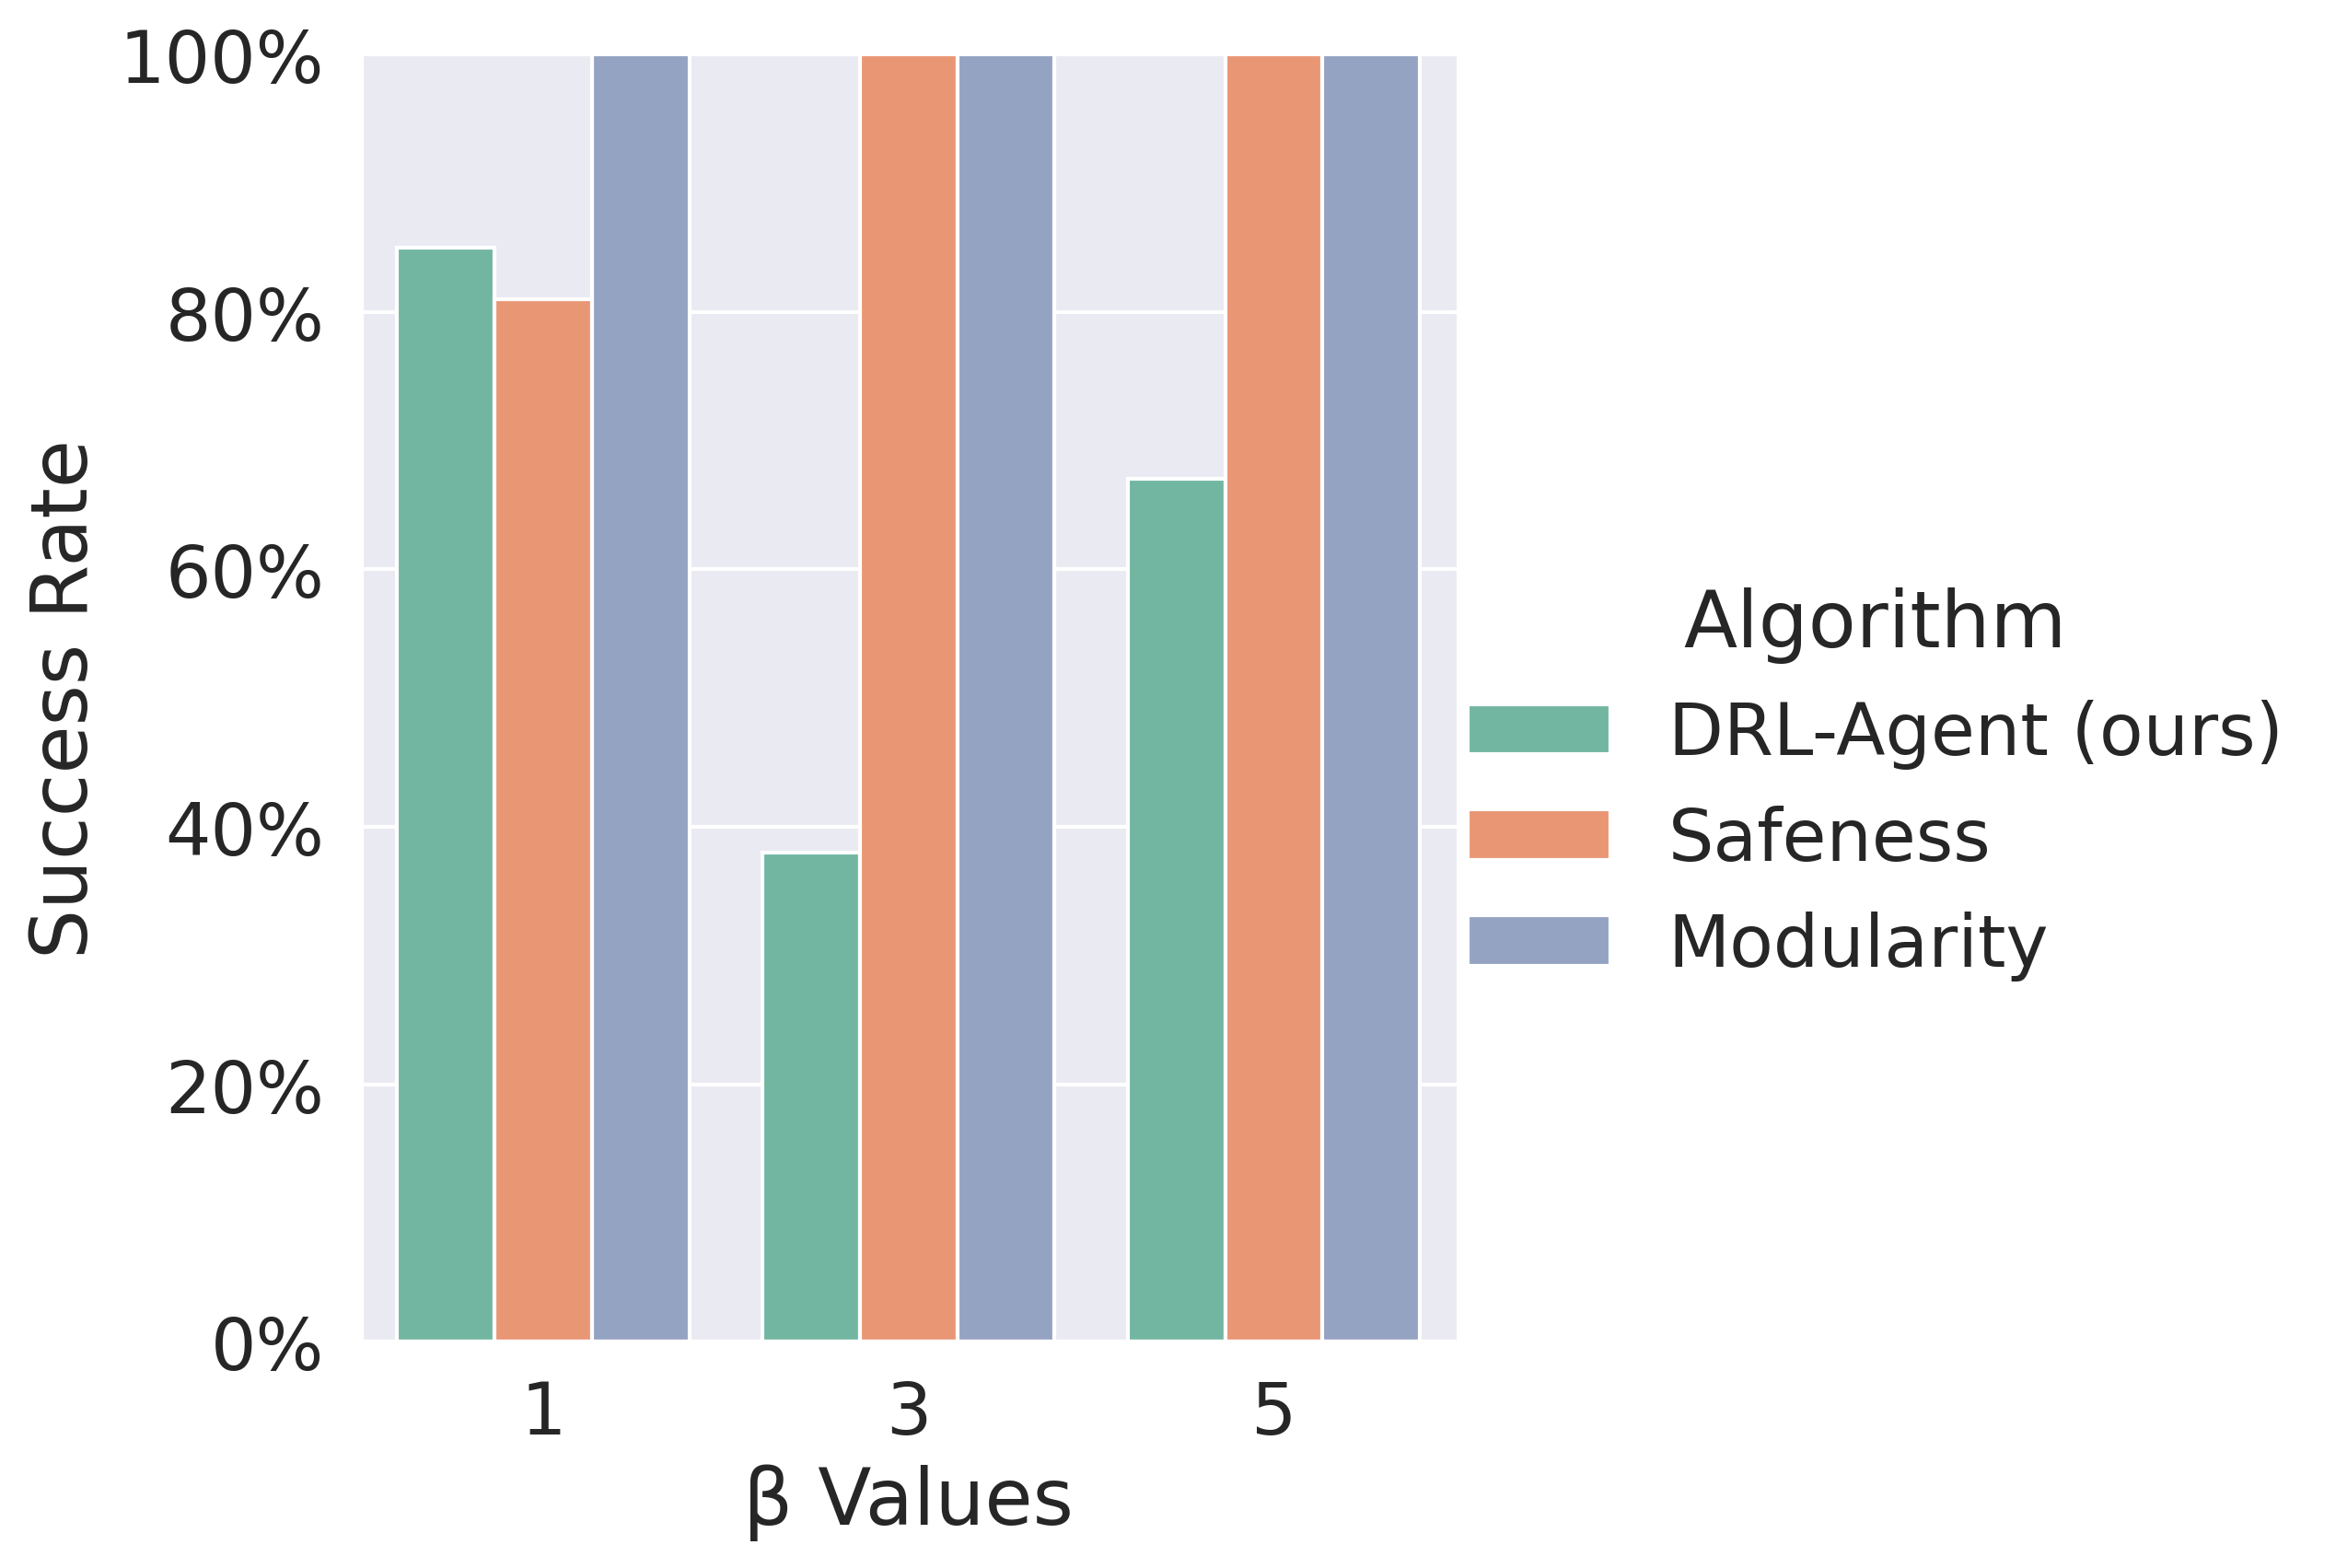 100%
80%
60%
40%
20%
0%
Success Rate
1 3 5
β Values
Algorithm
DRL-Agent (ours)
Safeness
Modularity